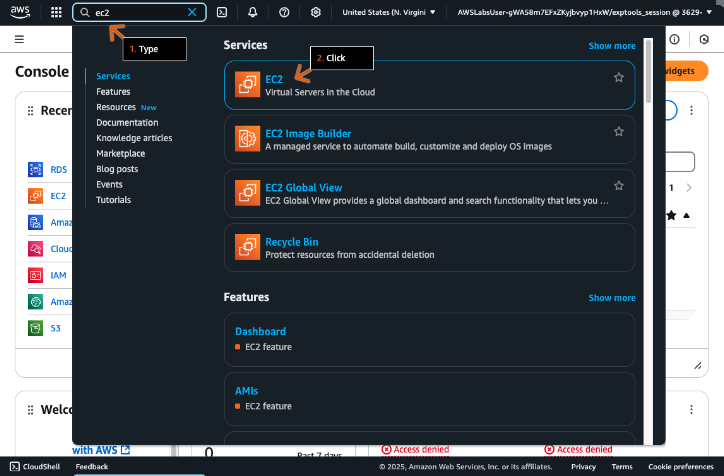 aws
ec2
United States (N. Virgini
AWSLabsUser-gWA58m7EFxZKyjbvyp1HxW/exptools_session @ 3629-
1. Type
2. Click
Console
widgets
Services
Show more
Services
Features
Resources New
Documentation
Knowledge articles
Marketplace
Blog posts
Events
Tutorials
EC2
Virtual Servers in the Cloud
EC2 Image Builder
A managed service to automate build, customize and deploy OS images
EC2 Global View
EC2 Global View provides a global dashboard and search functionality that lets you ...
Recycle Bin
Protect resources from accidental deletion
Features
Show more
Dashboard
EC2 feature
AMIs
EC2 feature
Recen
RDS
EC2
Amaz
Cloud
IAM
Amaz
S3
1
Welco
with AWS
0
Past 7 days
Access denied
Access denied
CloudShell
Feedback
© 2025, Amazon Web Services, Inc. or its affiliates.
Privacy
Terms
Cookie preferences